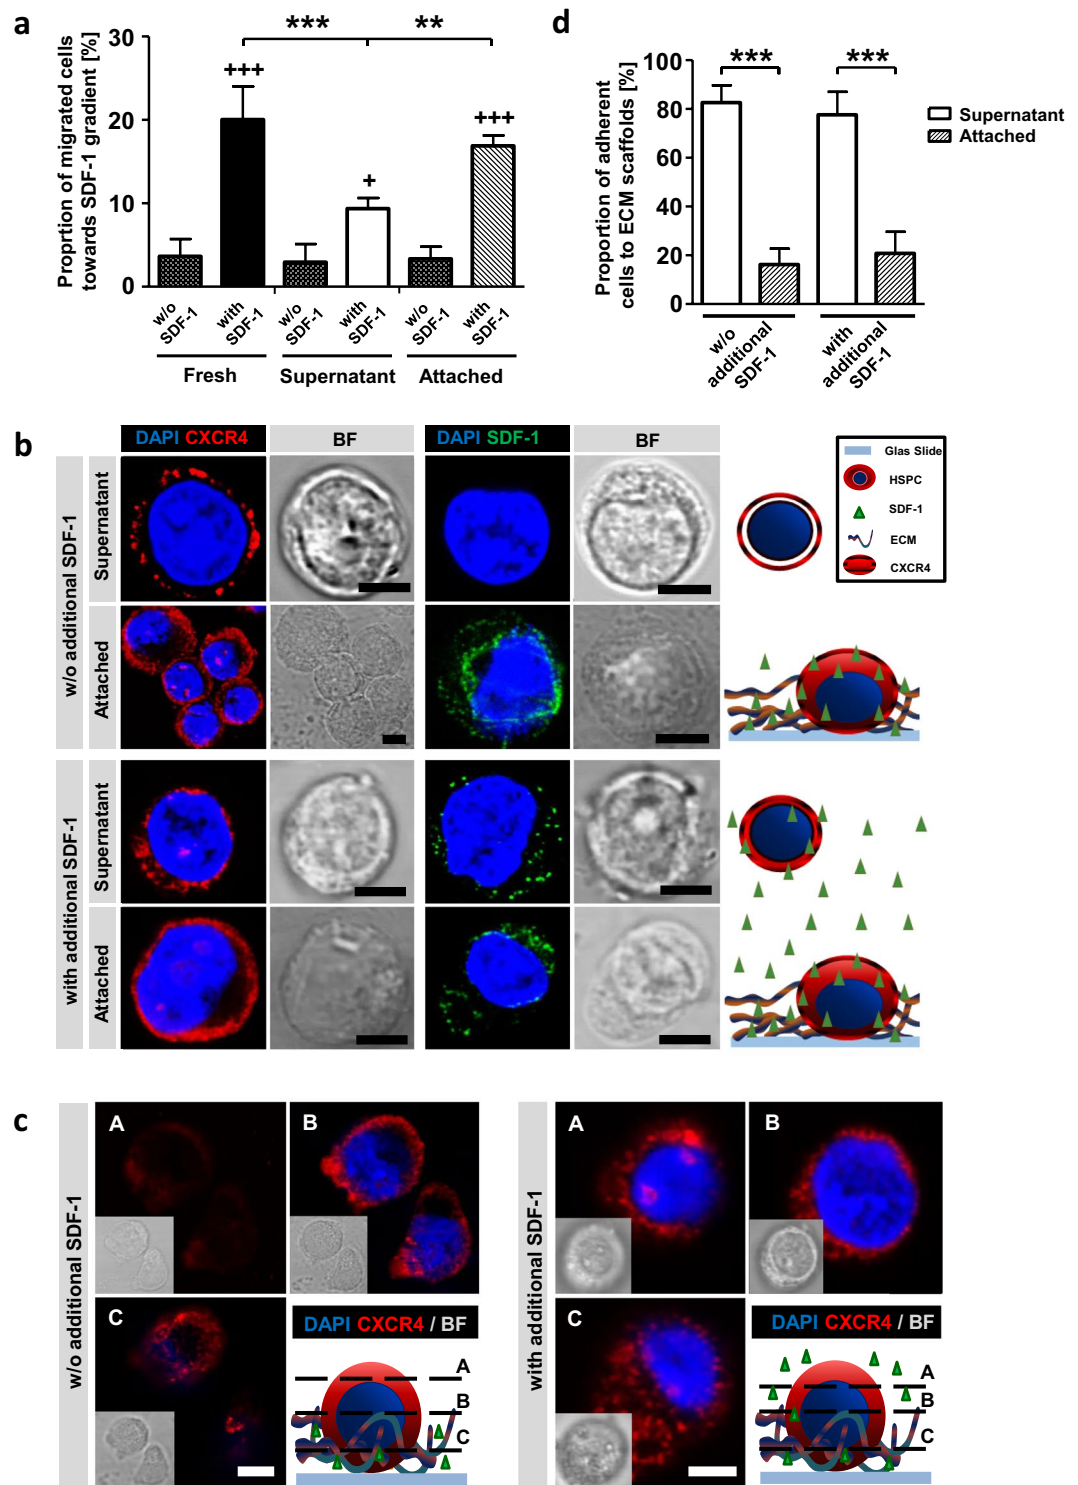 a
Proprtion of migrated cells
towards SDF-1 gradient [%]
30
20
10
0
***
**
+++
+
+++
w/o
SDF-1
with
SDF-1
w/o
SDF-1
with
SDF-1
w/o
SDF-1
with
SDF-1
Fresh
Supernatant
Attached
d
Proportion of adherent
cells to ECM scaffolds [%]
100
80
60
40
20
0
***
***
Supernatant
Attached
w/o
additional
SDF-1
with
additional
SDF-1
b
DAPI CXCR4
BF
DAPI SDF-1
BF
w/o additional SDF-1
Supernatant
Attached
with additional SDF-1
Supernatant
Attached
Glas Slide
HSPC
SDF-1
ECM
CXCR4
c
w/o additional SDF-1
A
B
C
DAPI CXCR4 / BF
A
B
C
with additional SDF-1
A
B
C
DAPI CXCR4 / BF
A
B
C